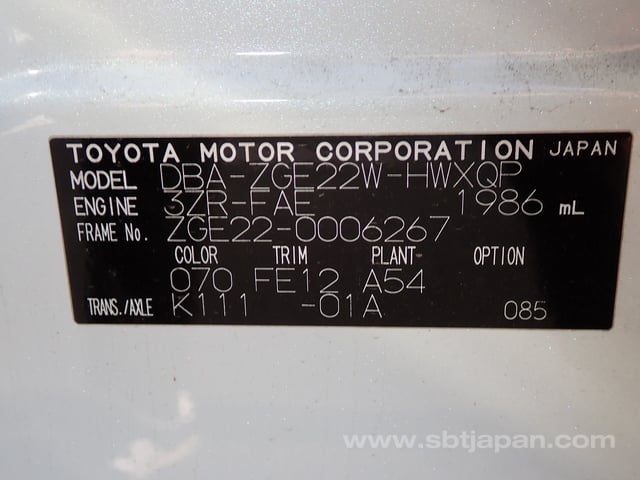 TOYOTA MOTOR CORPORATION JAPAN
MODEL DBA-ZGE22W-HWXQP
ENGINE 3ZR-FAE 1986 mL
FRAME No. ZGE22-0006267
COLOR TRIM PLANT OPTION
070 FE12 A54
TRANS./AXLE K111 -01A 085
www.sbtjapan.com